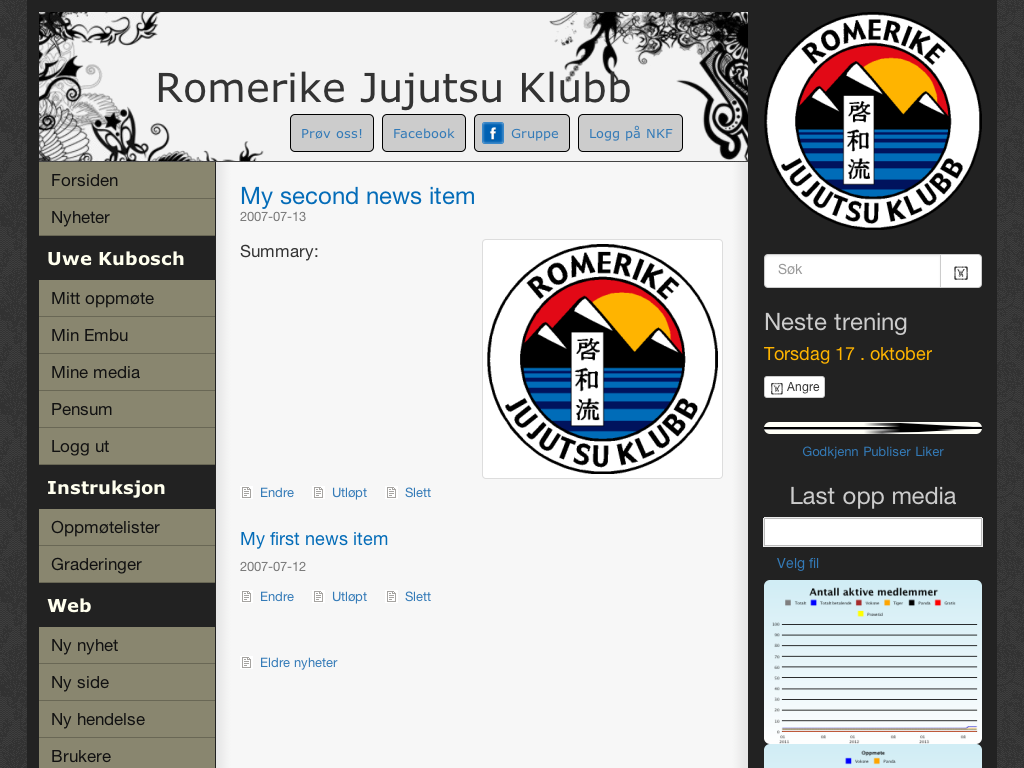 Romerike Jujutsu Klubb
Prøv oss!
Facebook
Gruppe
Logg på NKF
Forsiden
Nyheter
Uwe Kubosch
Mitt oppmøte
Min Embu
Mine media
Pensum
Logg ut
Instruksjon
Oppmøtelister
Graderinger
Web
Ny nyhet
Ny side
Ny hendelse
Brukere
My second news item
2007-07-13
Summary:
ROMERIKE
啓和流
JUJUTSU KLUBB
Endre Utløpt Slett
My first news item
2007-07-12
Endre Utløpt Slett
Eldre nyheter
ROMERIKE
啓和流
JUJUTSU KLUBB
Søk
Neste trening
Torsdag 17 . oktober
Angre
Godkjenn Publiser Liker
Last opp media
Velg fil
Antall aktive medlemmer
Totalt Totalt betalende Voksne Tiger Panda Gratis
Prøvetid
100
90
80
70
60
50
40
30
20
10
0
Oppmøte
Voksne Panda